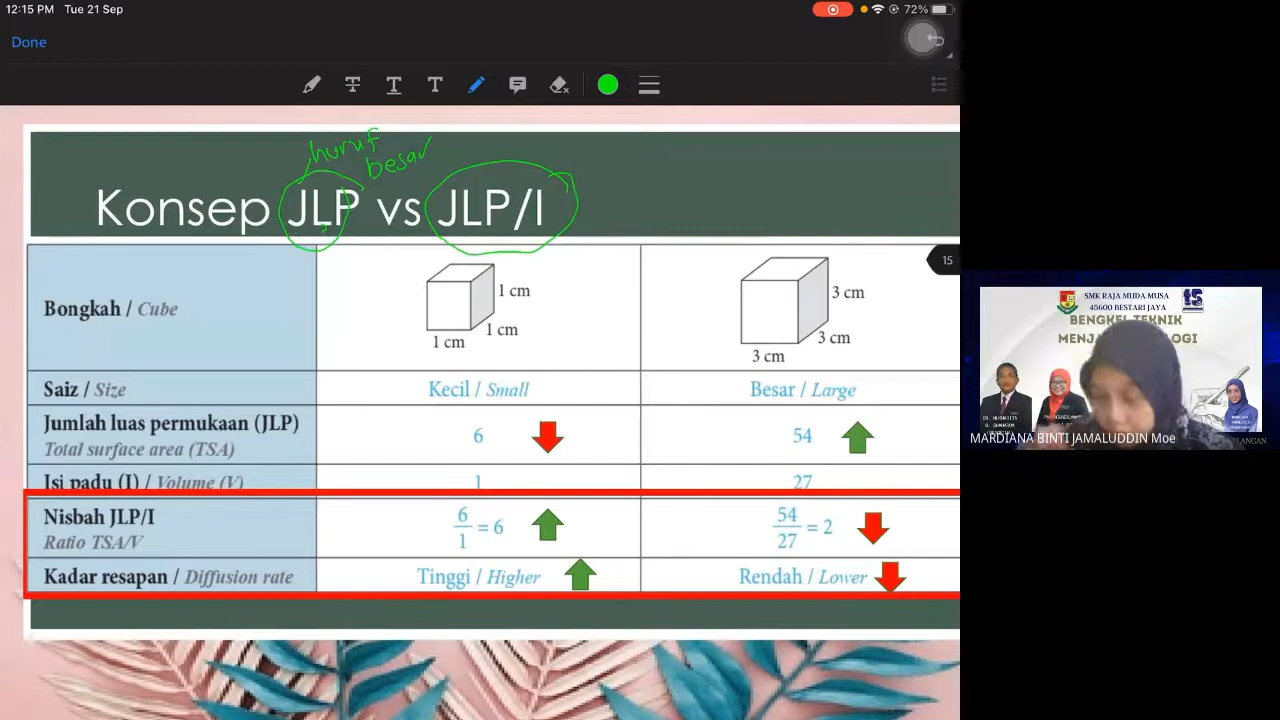 12:15 PM Tue 21 Sep
72%
Done
huruf
besar
Konsep JLP vs JLP/I
15
Bongkah / Cube
1 cm
1 cm
1 cm
3 cm
3 cm
3 cm
Saiz / Size
Kecil / Small
Besar / Large
Jumlah luas permukaan (JLP)
Total surface area (TSA)
6
54
Isi padu (I) / Volume (V)
1
27
Nisbah JLP/I
Ratio TSA/V
6/1 = 6
54/27 = 2
Kadar resapan / Diffusion rate
Tinggi / Higher
Rendah / Lower
SMK RAJA MUDA MUSA
45600 BESTARI JAYA
BENGKEL TEKNIK
MENJA
LOGI
MARDIANA BINTI JAMALUDDIN Moe